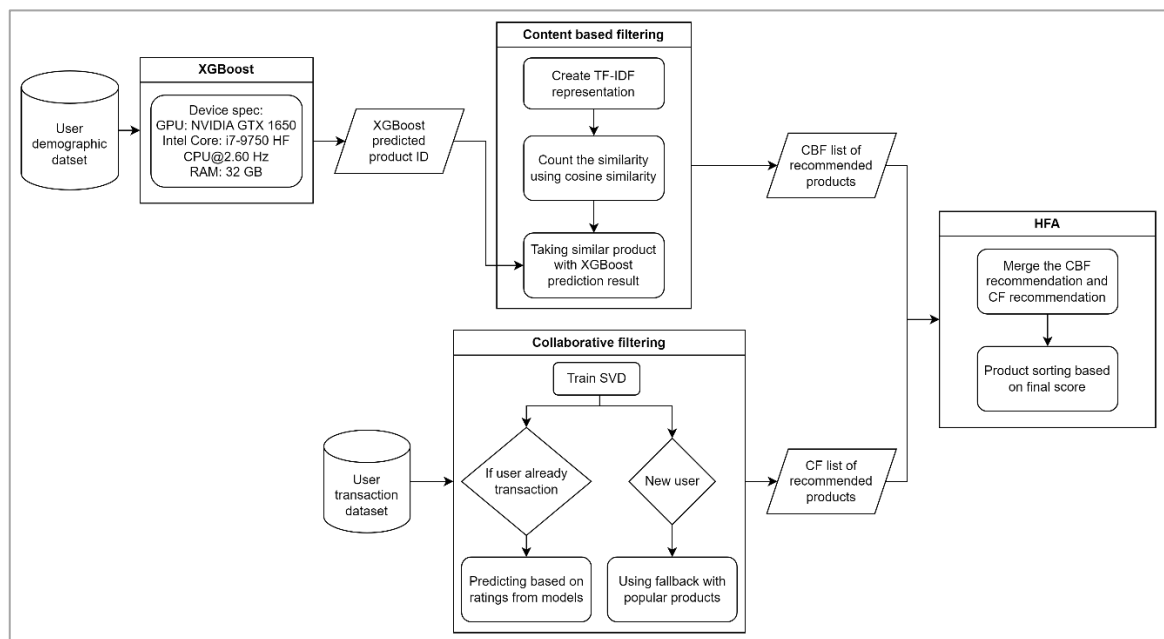 XGBoost
User
demographic
datset
Device spec:
GPU: NVIDIA GTX 1650
Intel Core: i7-9750 HF
CPU@2.60 Hz
RAM: 32 GB
XGBoost
predicted
product ID
Content based filtering
Create TF-IDF
representation
Count the similarity
using cosine similarity
Taking similar product
with XGBoost
prediction result
CBF list of
recommended
products
HFA
Merge the CBF
recommendation and
CF recommendation
Product sorting based
on final score
Collaborative filtering
Train SVD
User
transaction
dataset
If user already
transaction
New user
Predicting based on
ratings from models
Using fallback with
popular products
CF list of
recommended
products